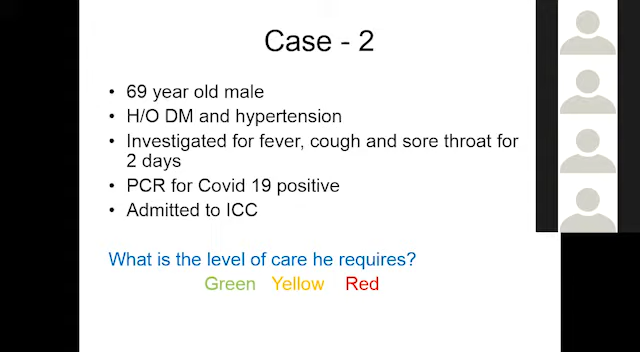 Case - 2
• 69 year old male
• H/O DM and hypertension
• Investigated for fever, cough and sore throat for
2 days
• PCR for Covid 19 positive
• Admitted to ICC
What is the level of care he requires?
Green Yellow Red